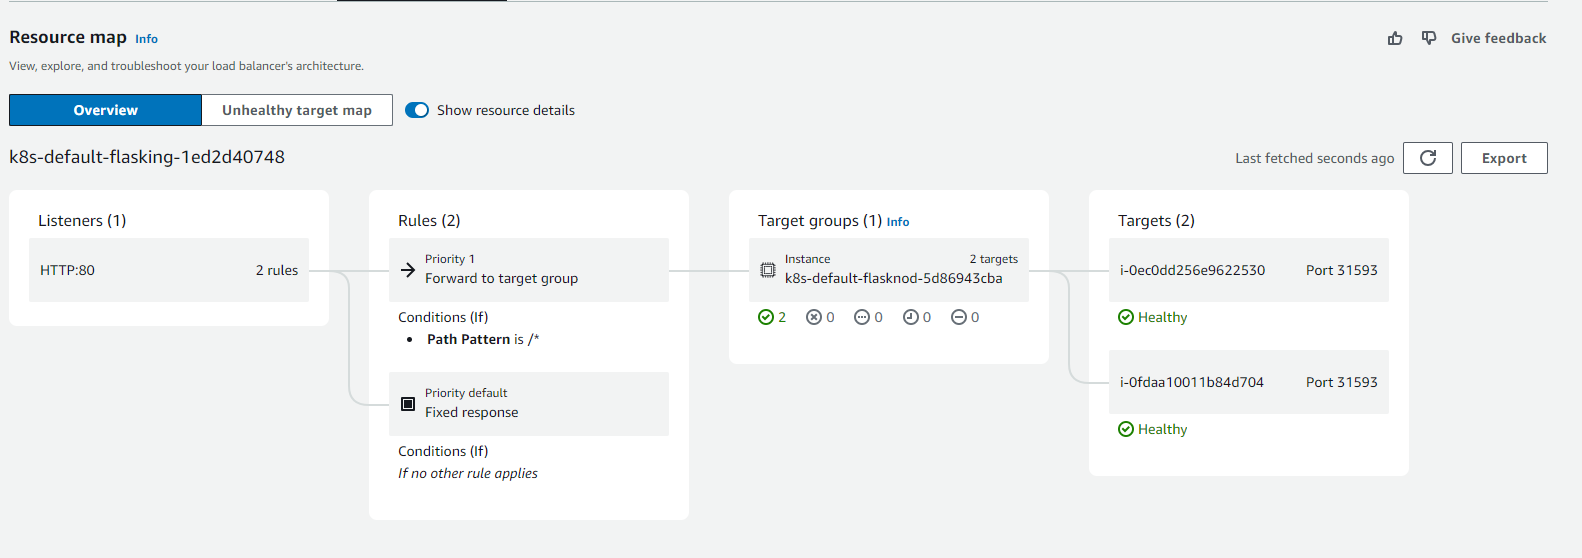 Resource map Info
Give feedback
View, explore, and troubleshoot your load balancer's architecture.
Overview
Unhealthy target map
Show resource details
k8s-default-flasking-1ed2d40748
Last fetched seconds ago
Export
Listeners (1)
HTTP:80 2 rules
Rules (2)
Priority 1
Forward to target group
Conditions (If)
• Path Pattern is /*
Priority default
Fixed response
Conditions (If)
If no other rule applies
Target groups (1) Info
Instance 2 targets
k8s-default-flasknod-5d86943cba
2 0 0 0 0
Targets (2)
i-0ec0dd256e9622530 Port 31593
Healthy
i-0fdaa10011b84d704 Port 31593
Healthy